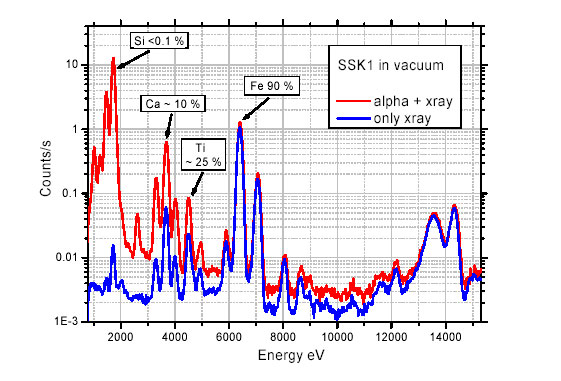 Si <0.1 %
Ca ~ 10 %
Ti
~ 25 %
Fe 90 %
SSK1 in vacuum
alpha + xray
only xray
Counts/s
10
1
0.1
0.01
1E-3
2000 4000 6000 8000 10000 12000 14000
Energy eV